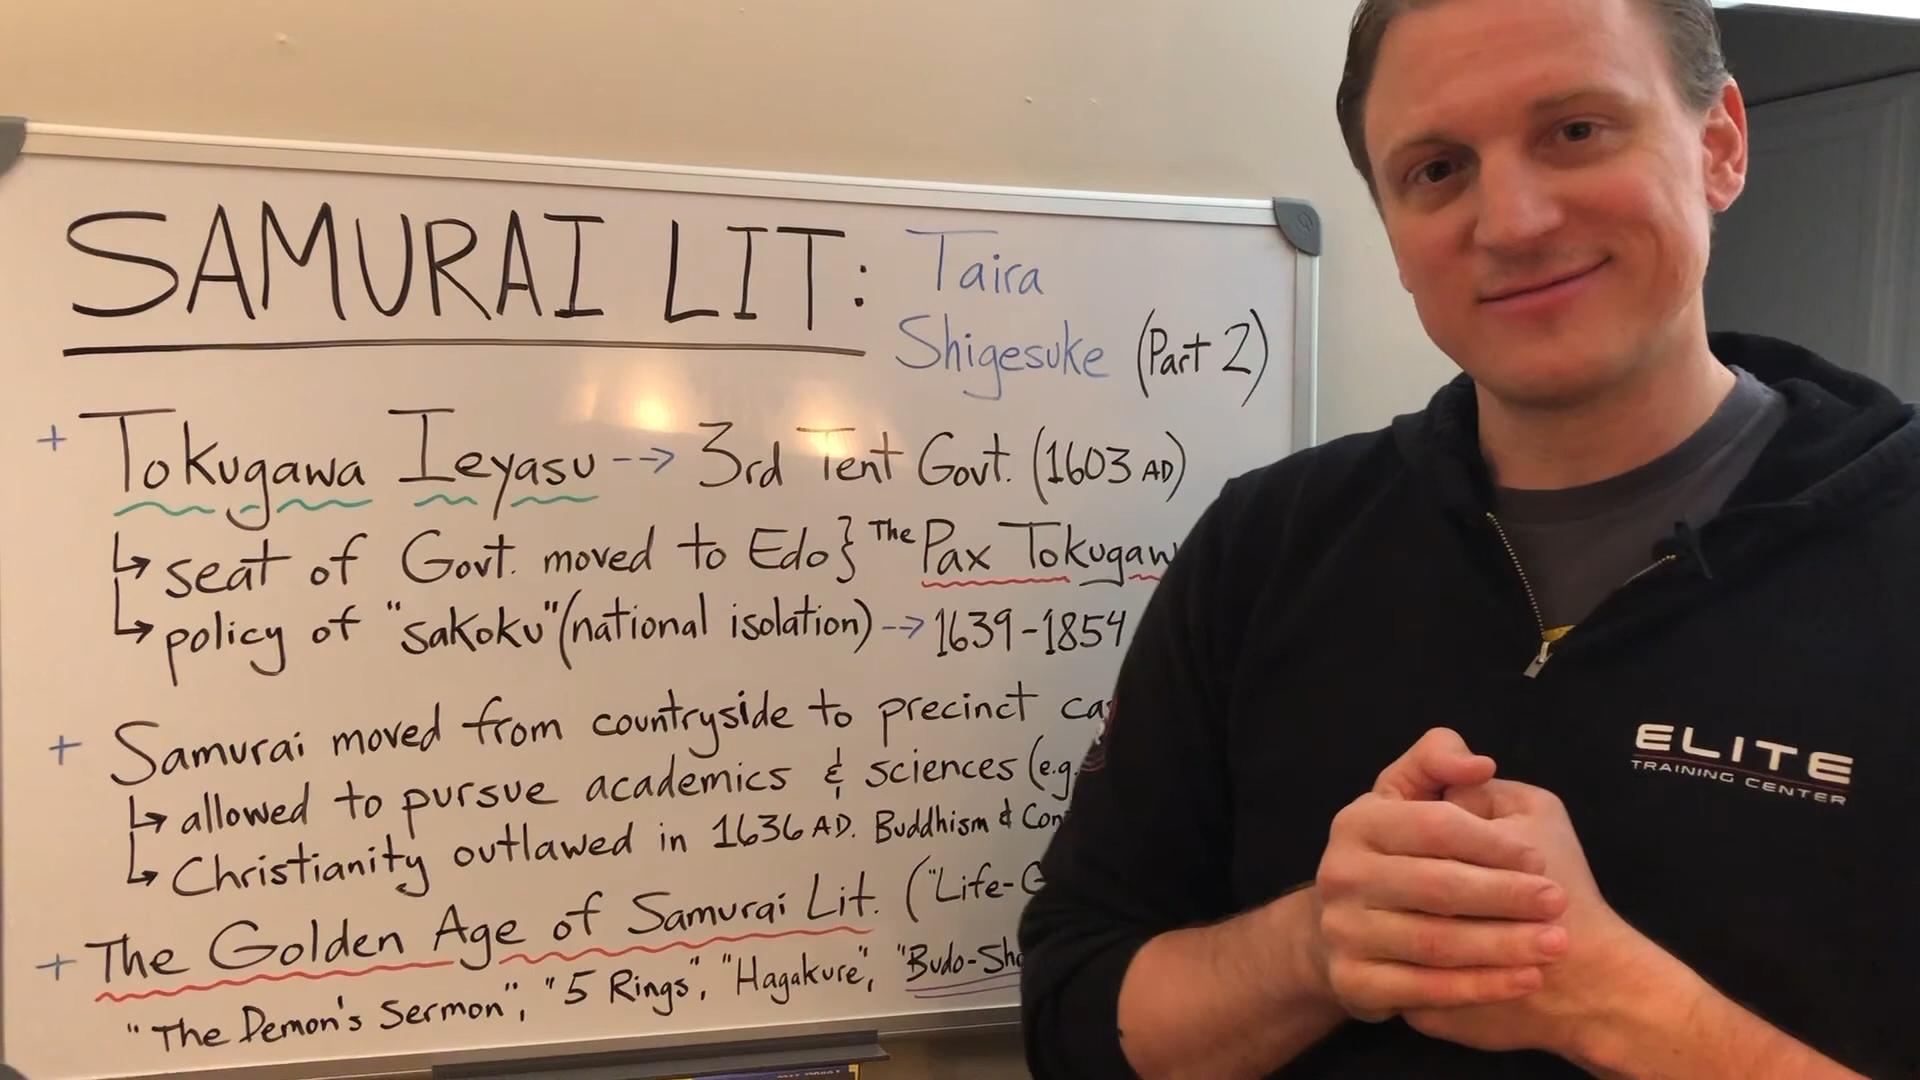 SAMURAI LIT: Taira
Shigesuke (Part 2)
+ Tokugawa Ieyasu --> 3rd Tent Govt. (1603 AD)
↳ seat of Govt. moved to Edo } The Pax Tokugaw
↳ policy of "sakoku" (national isolation) --> 1639-1854
+ Samurai moved from countryside to precinct ca
↳ allowed to pursue academics & sciences (e.g.
↳ Christianity outlawed in 1636 AD. Buddhism & Con
+ The Golden Age of Samurai Lit. ("Life-G
"The Demon's Sermon", "5 Rings", "Hagakure", "Budo-Sho
ELITE
TRAINING CENTER